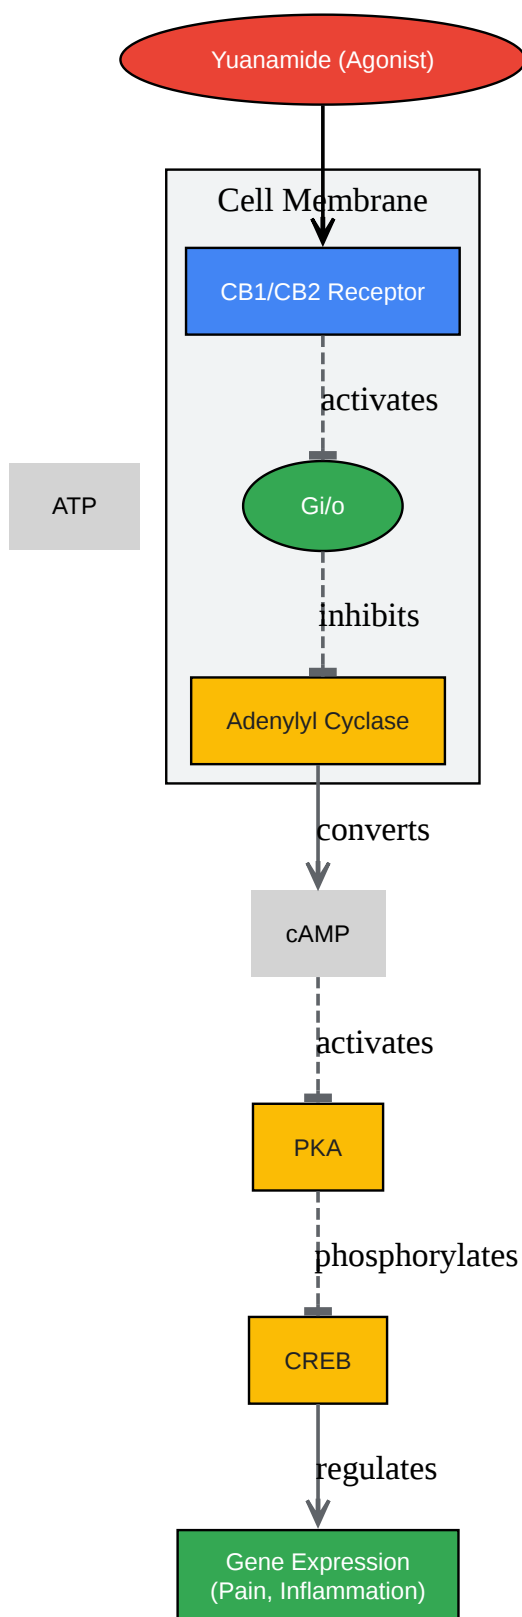 Yuanamide (Agonist)
Cell Membrane
CB1/CB2 Receptor
activates
ATP
Gi/o
inhibits
Adenylyl Cyclase
converts
cAMP
activates
PKA
phosphorylates
CREB
regulates
Gene Expression
(Pain, Inflammation)